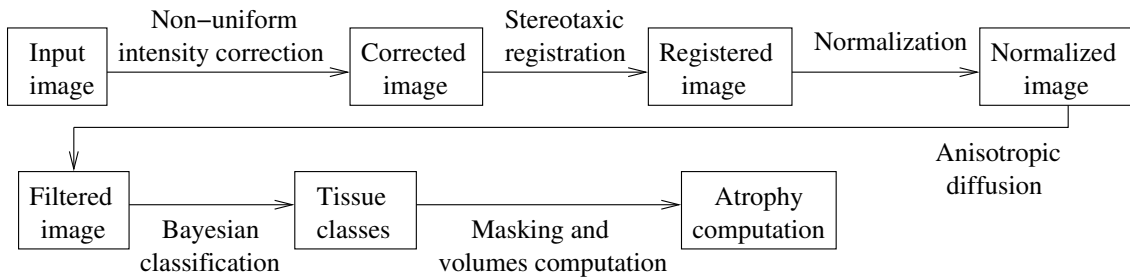 Input
image
Non−uniform
intensity correction
Corrected
image
Stereotaxic
registration
Registered
image
Normalization
Normalized
image
Anisotropic
diffusion
Filtered
image
Bayesian
classification
Tissue
classes
Masking and
volumes computation
Atrophy
computation